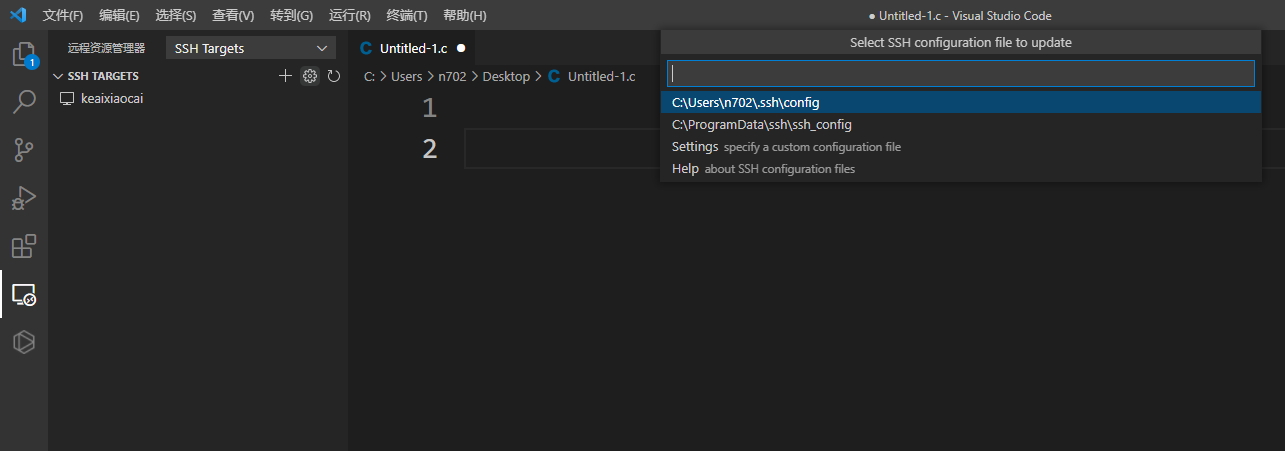 文件(F) 编辑(E) 选择(S) 查看(V) 转到(G) 运行(R) 终端(T) 帮助(H) ● Untitled-1.c - Visual Studio Code
远程资源管理器 SSH Targets
Untitled-1.c ●
Select SSH configuration file to update
SSH TARGETS
C: > Users > n702 > Desktop > C Untitled-1.c
keaixiaocai
1
2
C:\Users\n702\.ssh\config
C:\ProgramData\ssh\ssh_config
Settings specify a custom configuration file
Help about SSH configuration files
1